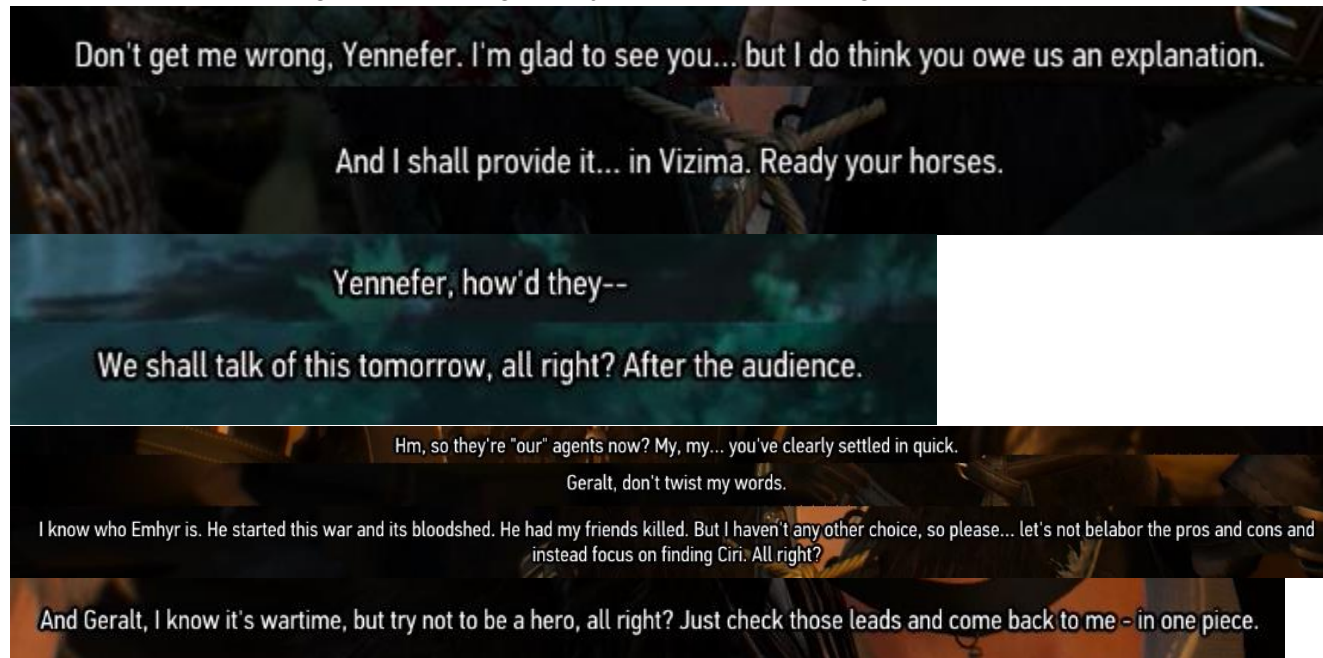 Don't get me wrong, Yennefer. I'm glad to see you... but I do think you owe us an explanation.
And I shall provide it... in Vizima. Ready your horses.
Yennefer, how'd they--
We shall talk of this tomorrow, all right? After the audience.
Hm, so they're "our" agents now? My, my... you've clearly settled in quick.
Geralt, don't twist my words.
I know who Emhyr is. He started this war and its bloodshed. He had my friends killed. But I haven't any other choice, so please... let's not belabor the pros and cons and
instead focus on finding Ciri. All right?
And Geralt, I know it's wartime, but try not to be a hero, all right? Just check those leads and come back to me - in one piece.